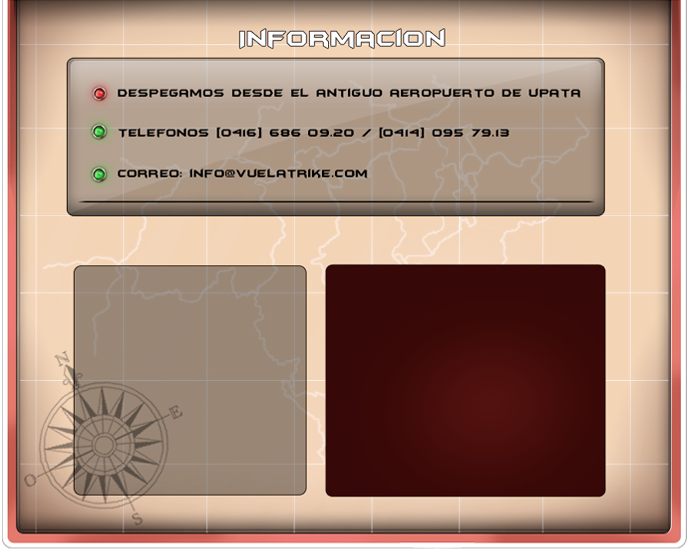 INFORMACION
DESPEGAMOS DESDE EL ANTIGUO AEROPUERTO DE UPATA
TELEFONOS (0416) 686 09.20 / (0414) 095 79.13
CORREO: INFO@VUELATRIKE.COM
N
E
O
S